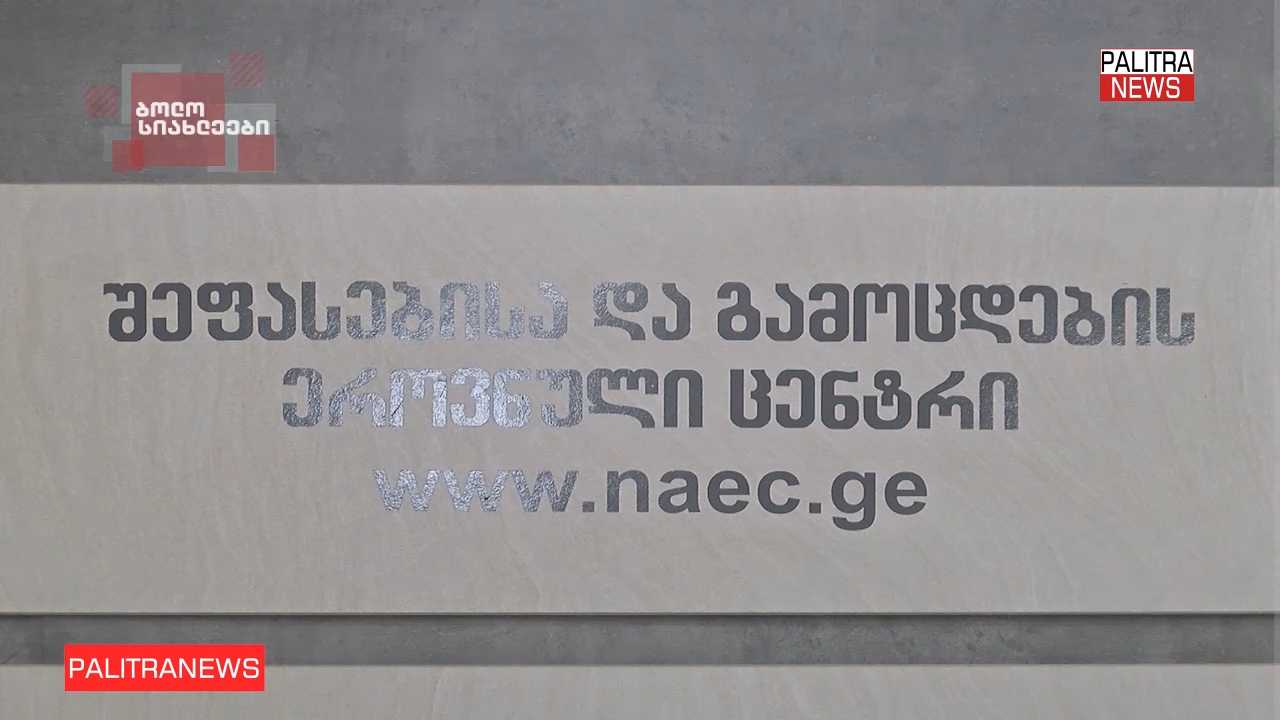 ბოლო
სიახლეები
PALITRA
NEWS
შეფასებისა და გამოცდების
ეროვნული ცენტრი
www.naec.ge
PALITRANEWS